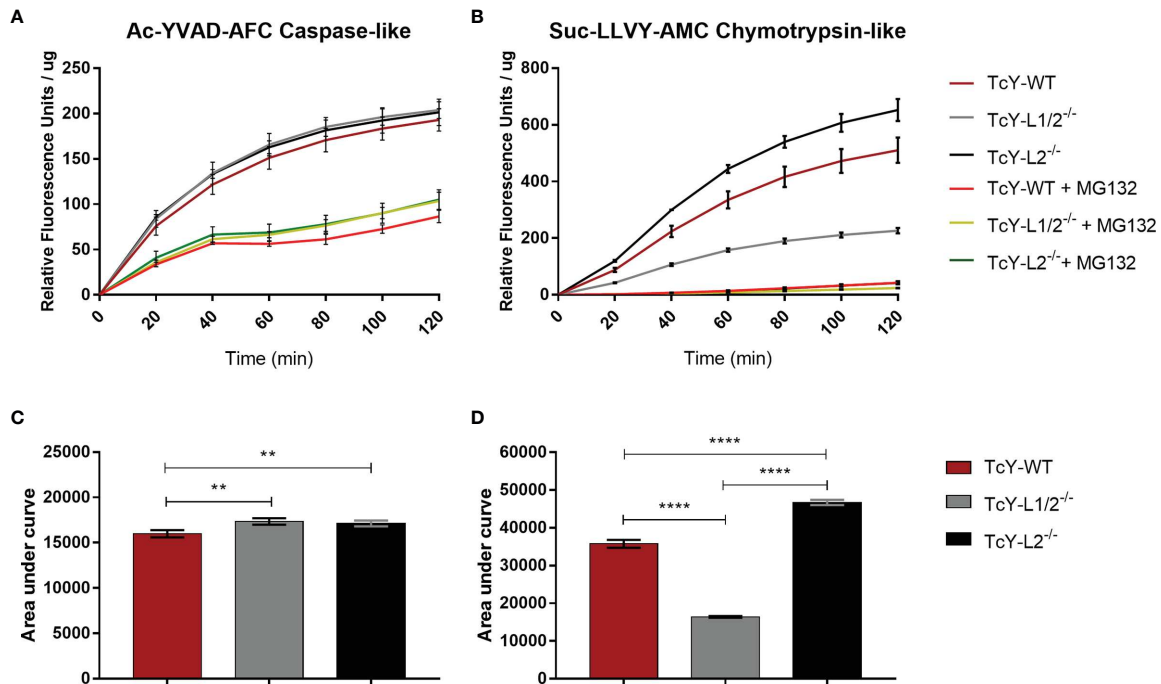 A
Ac-YVAD-AFC Caspase-like
Relative Fluorescence Units / ug
250
200
150
100
50
0
0
20
40
60
80
100
120
Time (min)
B
Suc-LLVY-AMC Chymotrypsin-like
Relative Fluorescence Units / ug
800
600
400
200
0
0
20
40
60
80
100
120
Time (min)
TcY-WT
TcY-L1/2-/-
TcY-L2-/-
TcY-WT + MG132
TcY-L1/2-/- + MG132
TcY-L2-/- + MG132
C
Area under curve
25000
20000
15000
10000
5000
0
**
**
D
Area under curve
60000
50000
40000
30000
20000
10000
0
****
****
****
TcY-WT
TcY-L1/2-/-
TcY-L2-/-